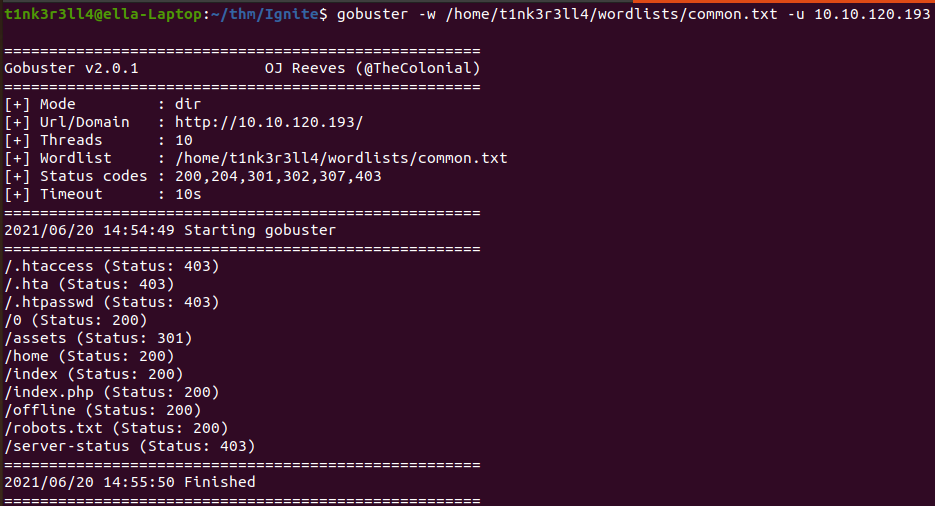 t1nk3r3ll4@ella-Laptop:~/thm/Ignite$ gobuster -w /home/t1nk3r3ll4/wordlists/common.txt -u 10.10.120.193
=====================================================
Gobuster v2.0.1              OJ Reeves (@TheColonial)
=====================================================
[+] Mode         : dir
[+] Url/Domain   : http://10.10.120.193/
[+] Threads      : 10
[+] Wordlist     : /home/t1nk3r3ll4/wordlists/common.txt
[+] Status codes : 200,204,301,302,307,403
[+] Timeout      : 10s
=====================================================
2021/06/20 14:54:49 Starting gobuster
=====================================================
/.htaccess (Status: 403)
/.hta (Status: 403)
/.htpasswd (Status: 403)
/0 (Status: 200)
/assets (Status: 301)
/home (Status: 200)
/index (Status: 200)
/index.php (Status: 200)
/offline (Status: 200)
/robots.txt (Status: 200)
/server-status (Status: 403)
=====================================================
2021/06/20 14:55:50 Finished
=====================================================